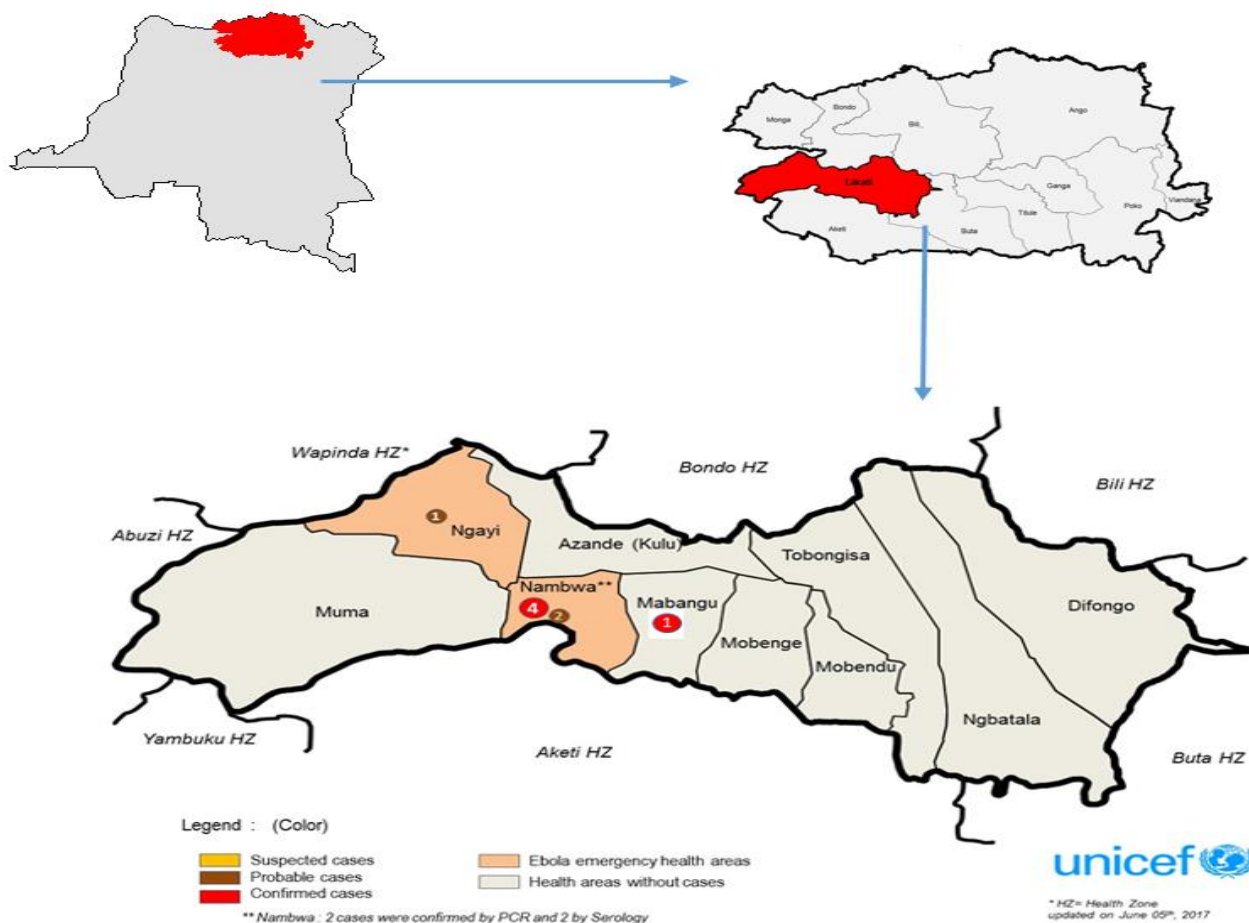 Bondo
Ango
Monga
Bili_
Likati
Ganga
Poko
Viadana
Titule
Aketi
Buta
Wapinda HZ*
Bondo HZ
Bili HZ
Abuzi HZ
1
Ngayi
Azande (Kulu)
Tobongisa
Nambwa**
Mabangu
Difongo
Muma
4
2
1
Mobenge
Mobendu
Ngbatala
Yambuku HZ
Aketi HZ
Buta HZ
Legend : (Color)
Suspected cases
Probable cases
Confirmed cases
Ebola emergency health areas
Health areas without cases
** Nambwa : 2 cases were confirmed by PCR and 2 by Serology
unicef
* HZ= Health Zone
updated on June 05th, 2017